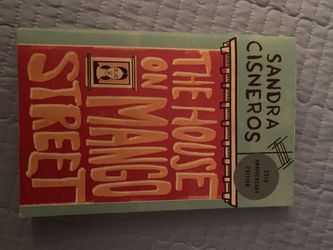 SANDRA
CISNEROS
25TH
ANNIVERSARY
EDITION
THE HOUSE
ON MANGO
STREET